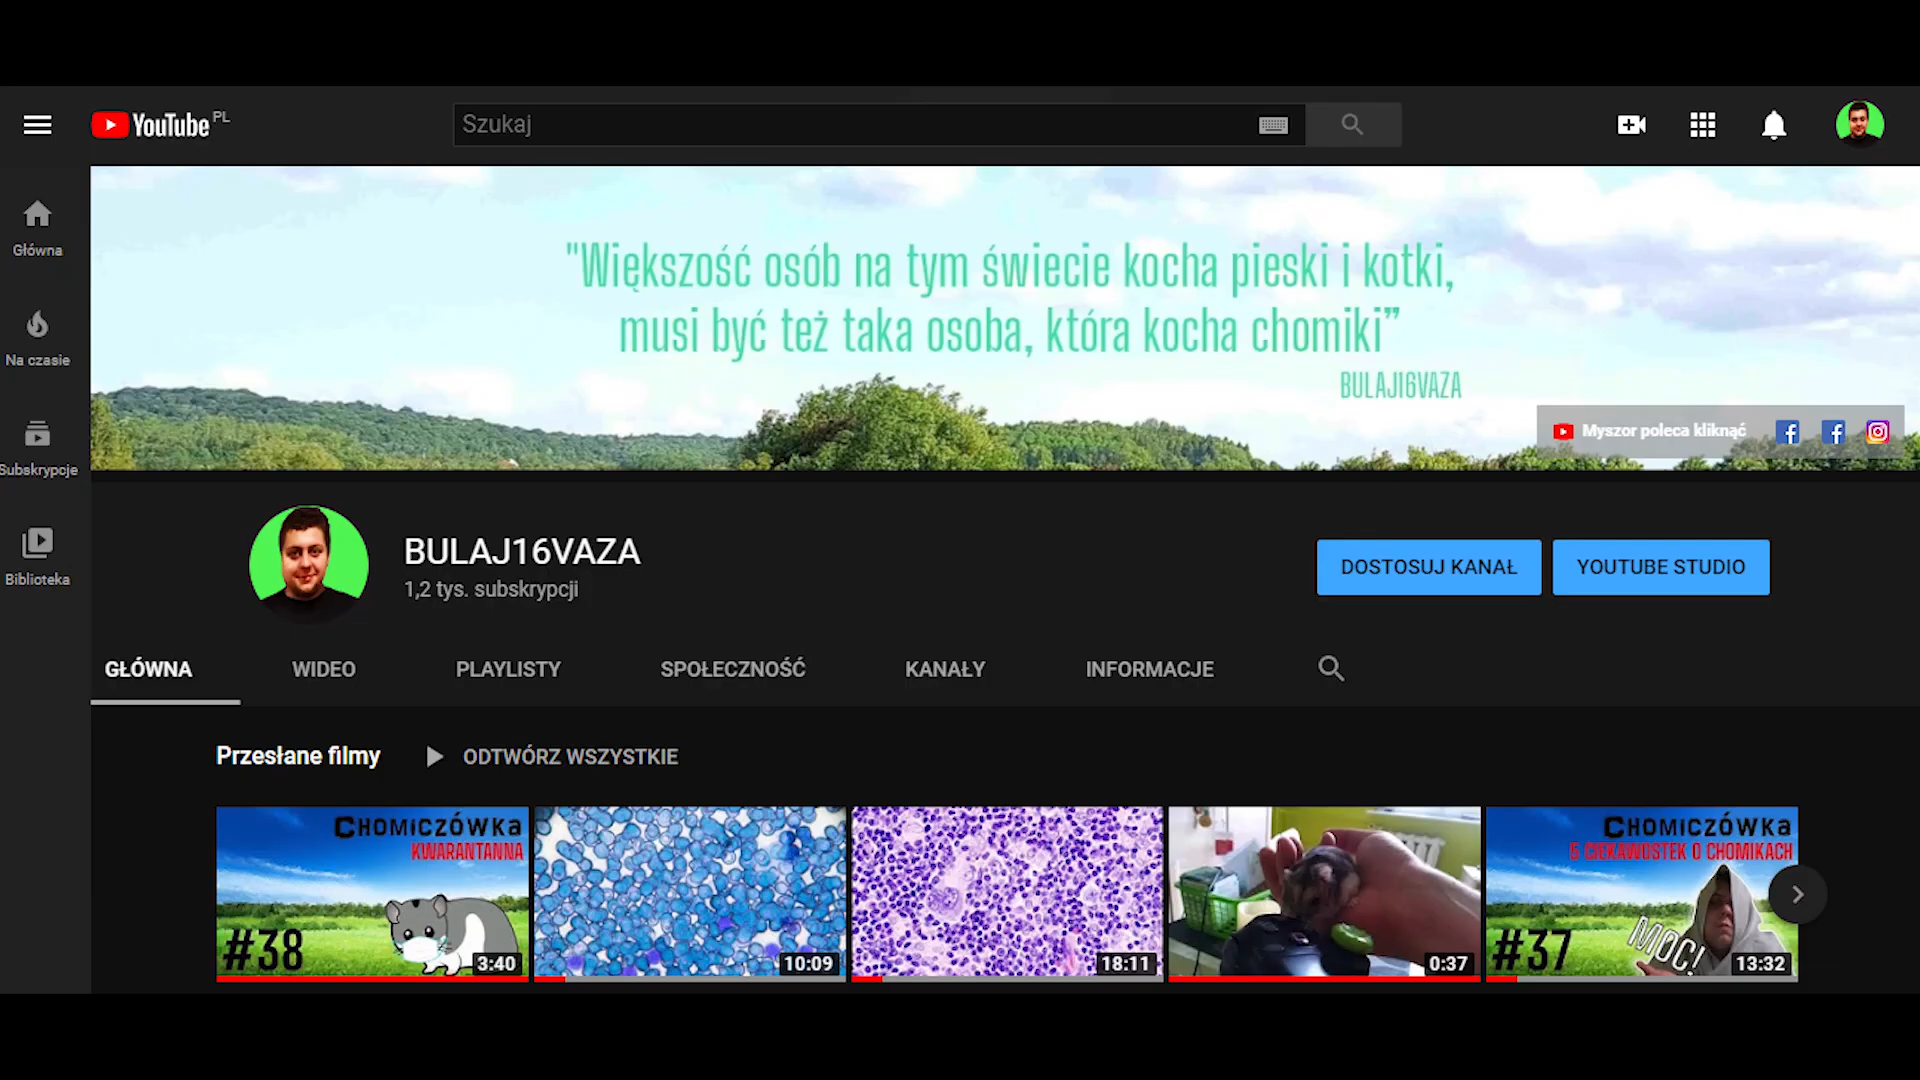 YouTube PL
Szukaj
Główna
Na czasie
Subskrypcje
Biblioteka
"Większość osób na tym świecie kocha pieski i kotki,
musi być też taka osoba, która kocha chomiki”
BULAJ16VAZA
Myszor poleca kliknąć
BULAJ16VAZA
1,2 tys. subskrypcji
DOSTOSUJ KANAŁ
YOUTUBE STUDIO
GŁÓWNA
WIDEO
PLAYLISTY
SPOŁECZNOŚĆ
KANAŁY
INFORMACJE
Przesłane filmy
ODTWÓRZ WSZYSTKIE
CHOMICZÓWKA
KWARANTANNA
#38
3:40
10:09
18:11
0:37
CHOMICZÓWKA
5 CIEKAWOSTEK O CHOMIKACH
#37
MOC!
13:32